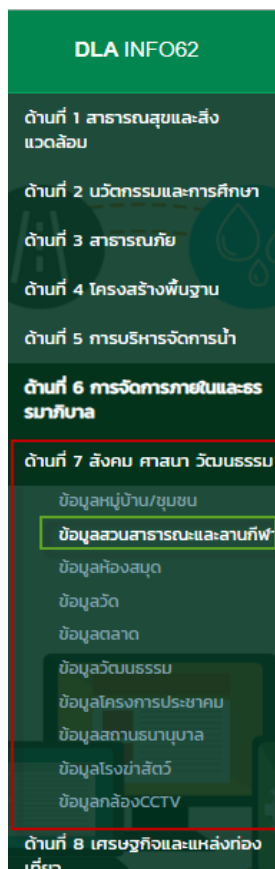 DLA INFO62
ด้านที่ 1 สาธารณสุขและสิ่ง
แวดล้อม
ด้านที่ 2 นวัตกรรมและการศึกษา
ด้านที่ 3 สาธารณภัย
ด้านที่ 4 โครงสร้างพื้นฐาน
ด้านที่ 5 การบริหารจัดการน้ำ
ด้านที่ 6 การจัดการภายในและธร
รมาภิบาล
ด้านที่ 7 สังคม ศาสนา วัฒนธรรม
ข้อมูลหมู่บ้าน/ชุมชน
ข้อมูลสวนสาธารณะและลานกีฬา
ข้อมูลห้องสมุด
ข้อมูลวัด
ข้อมูลตลาด
ข้อมูลวัฒนธรรม
ข้อมูลโครงการประชาคม
ข้อมูลสถานธนานุบาล
ข้อมูลโรงฆ่าสัตว์
ข้อมูลกล้องCCTV
ด้านที่ 8 เศรษฐกิจและแหล่งท่อง
เที่ยว